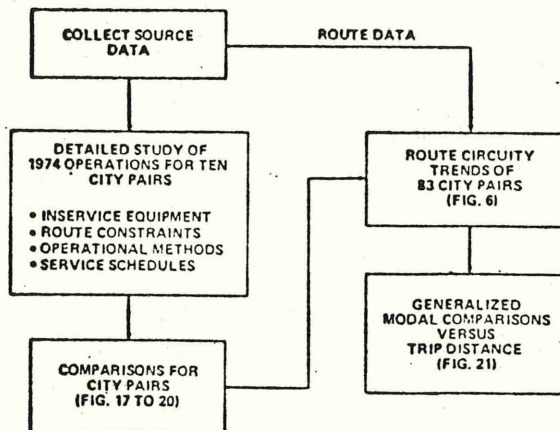 COLLECT SOURCE
DATA
ROUTE DATA
DETAILED STUDY OF
1974 OPERATIONS FOR TEN
CITY PAIRS
• INSERVICE EQUIPMENT
• ROUTE CONSTRAINTS
• OPERATIONAL METHODS
• SERVICE SCHEDULES
COMPARISONS FOR
CITY PAIRS
(FIG. 17 TO 20)
ROUTE CIRCUITY
TRENDS OF
83 CITY PAIRS
(FIG. 6)
GENERALIZED
MODAL COMPARISONS
VERSUS
TRIP DISTANCE
(FIG. 21)